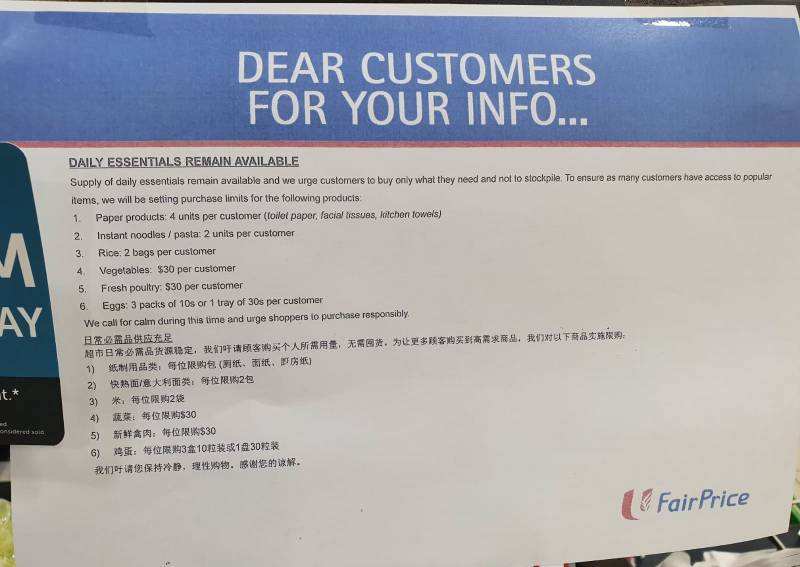 DEAR CUSTOMERS
FOR YOUR INFO...
DAILY ESSENTIALS REMAIN AVAILABLE
Supply of daily essentials remain available and we urge customers to buy only what they need and not to stockpile. To ensure as many customers have access to popular
items, we will be setting purchase limits for the following products:
1. Paper products: 4 units per customer (toilet paper, facial tissues, kitchen towels)
2. Instant noodles / pasta: 2 units per customer
3. Rice: 2 bags per customer
4. Vegetables: $30 per customer
5. Fresh poultry: $30 per customer
6. Eggs: 3 packs of 10s or 1 tray of 30s per customer
We call for calm during this time and urge shoppers to purchase responsibly.
日常必需品供应充足
超市日常必需品货源稳定，我们吁请顾客购买个人所需用量，无需囤货。为让更多顾客购买到高需求商品，我们对以下商品实施限购：
1) 纸制用品类：每位限购包 (厕纸、面纸、厨房纸)
2) 快熟面/意大利面类：每位限购2包
3) 米：每位限购2袋
4) 蔬菜：每位限购$30
5) 新鲜禽肉：每位限购$30
6) 鸡蛋：每位限购3盒10粒装或1盘30粒装
我们吁请您保持冷静，理性购物。感谢您的谅解。
FairPrice
M
AY
t.*
ed
onsidered sold